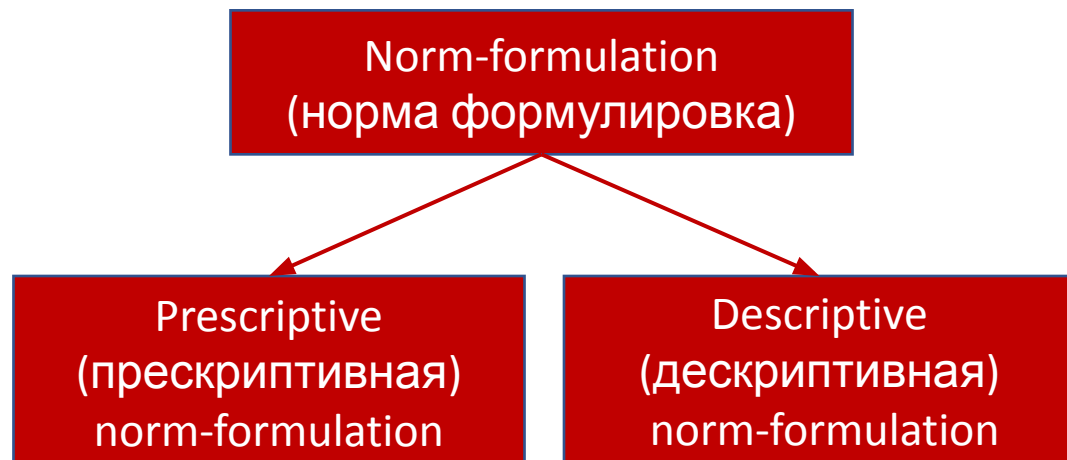 Norm-formulation
(норма формулировка)
Prescriptive
(прескриптивная)
norm-formulation
Descriptive
(дескриптивная)
norm-formulation